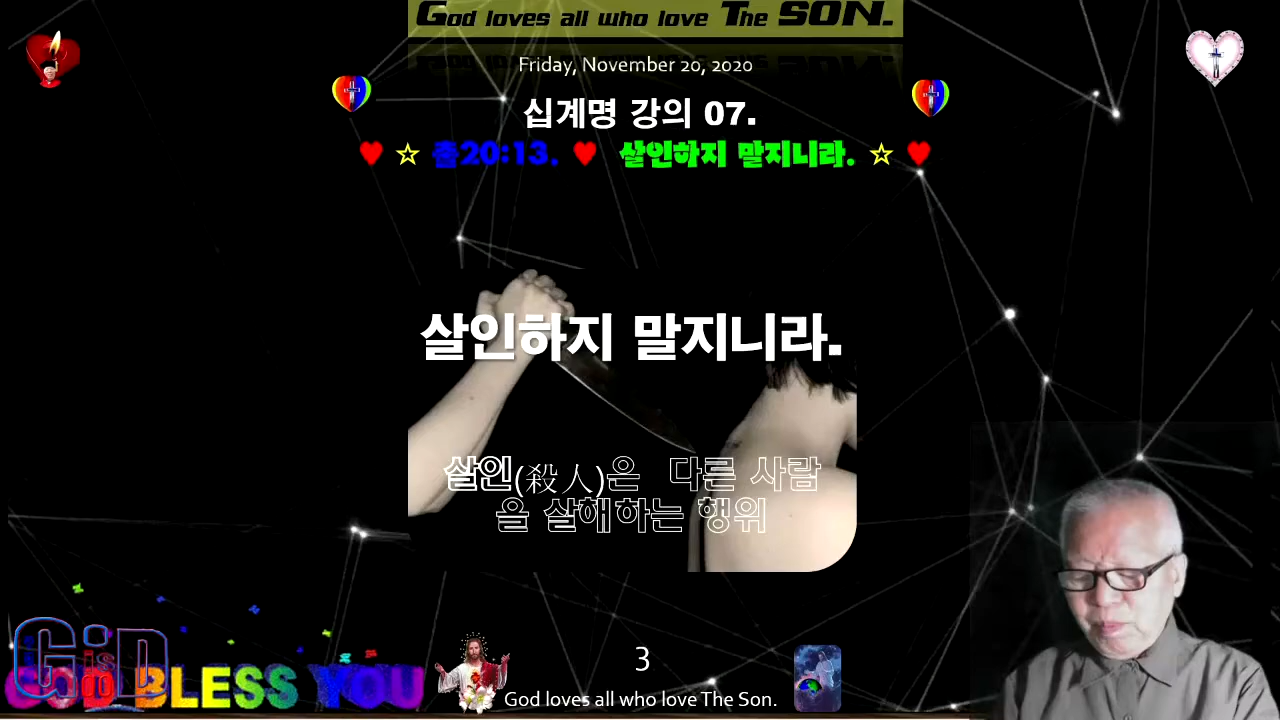 God loves all who love The SON.
Friday, November 20, 2020
십계명 강의 07.
♥ ☆ 출20:13. ♥ 살인하지 말지니라. ☆ ♥
살인하지 말지니라.
살인(殺人)은 다른 사람
을 살해하는 행위
GisD
GOD BLESS YOU
3
God loves all who love The Son.